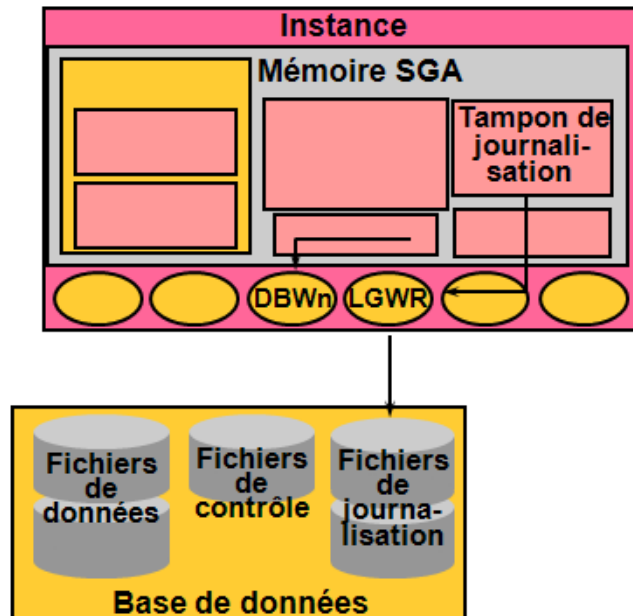 Instance
Mémoire SGA
Tampon de
journali-
sation
DBWn
LGWR
Fichiers
de
données
Fichiers
de
contrôle
Fichiers
de
journa-
lisation
Base de données